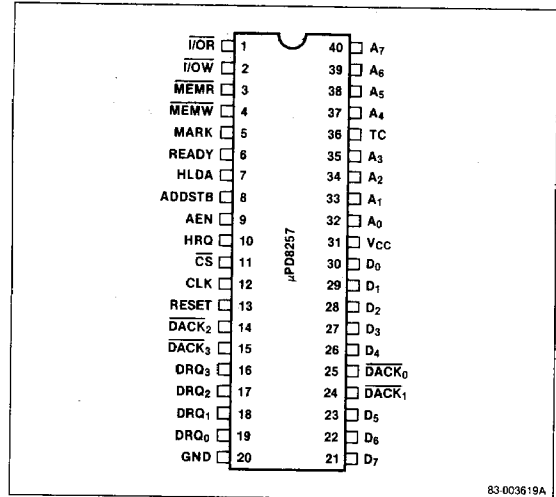 I/OR 1 40 A7
I/OW 2 39 A6
MEMR 3 38 A5
MEMW 4 37 A4
MARK 5 36 TC
READY 6 35 A3
HLDA 7 34 A2
ADDSTB 8 33 A1
AEN 9 32 A0
HRQ 10 31 VCC
CS 11 30 D0
CLK 12 29 D1
RESET 13 28 D2
DACK2 14 27 D3
DACK3 15 26 D4
DRQ3 16 25 DACK0
DRQ2 17 24 DACK1
DRQ1 18 23 D5
DRQ0 19 22 D6
GND 20 21 D7
μPD8257
83-003619A